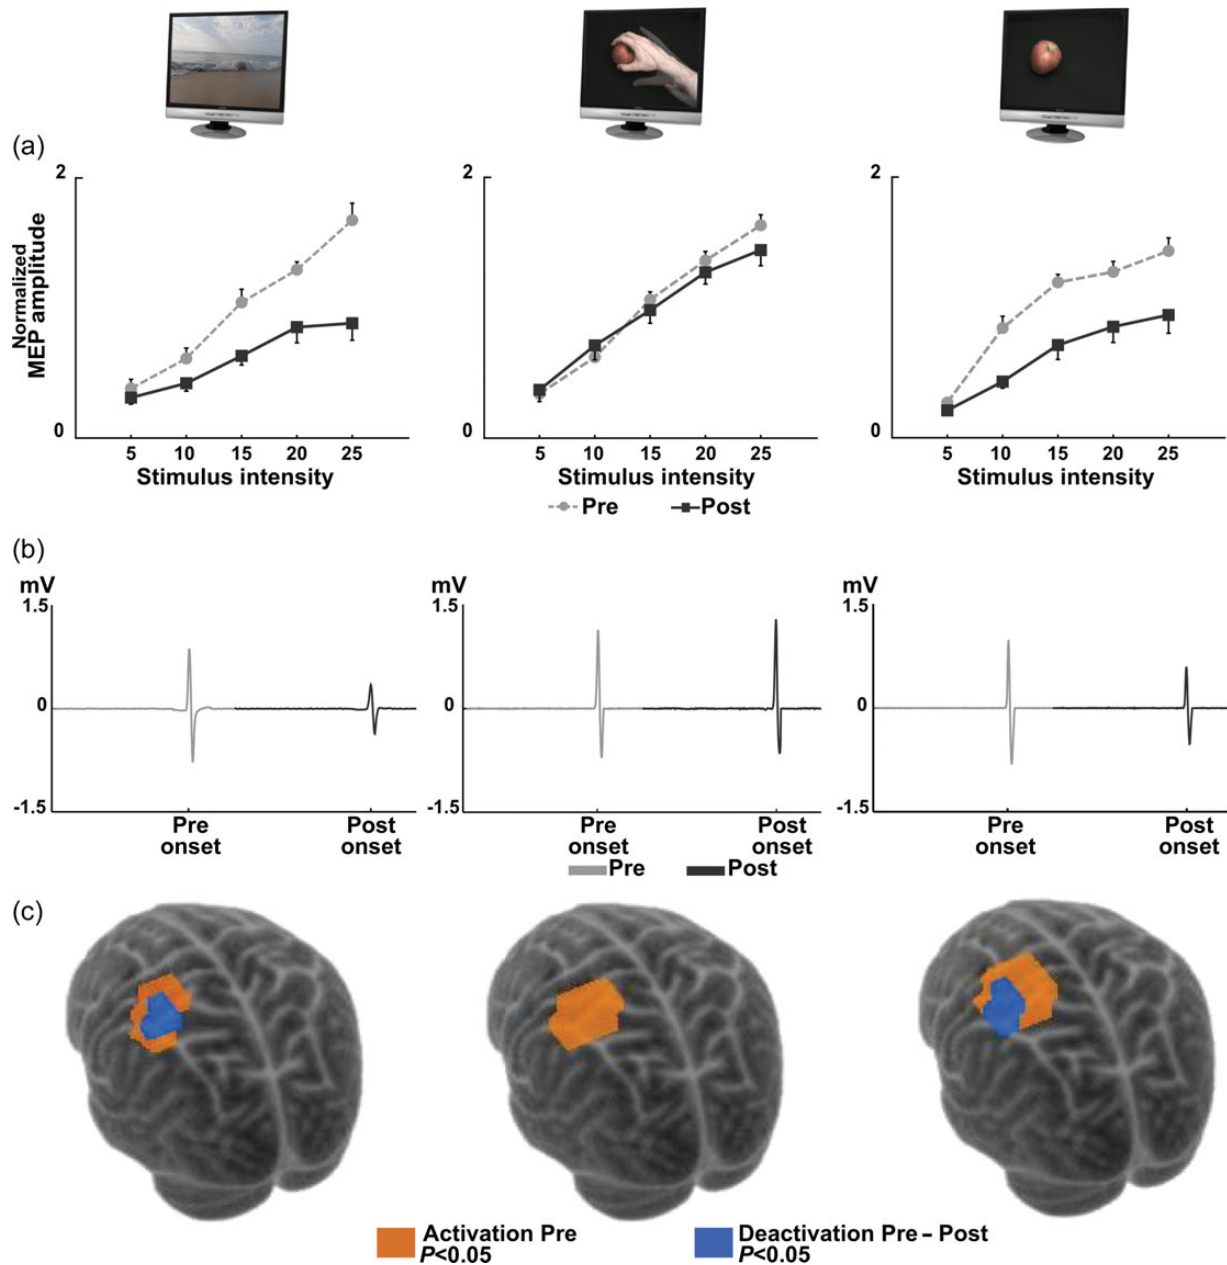 (a)
2
2
2
Normalized
MEP amplitude
0
0
0
5 10 15 20 25
5 10 15 20 25
5 10 15 20 25
Stimulus intensity
Stimulus intensity
Stimulus intensity
Pre Post
(b)
mV
mV
mV
1.5
1.5
1.5
0
0
0
-1.5
-1.5
-1.5
Pre
onset
Post
onset
Pre
onset
Post
onset
Pre
onset
Post
onset
Pre Post
(c)
Activation Pre
P<0.05
Deactivation Pre – Post
P<0.05